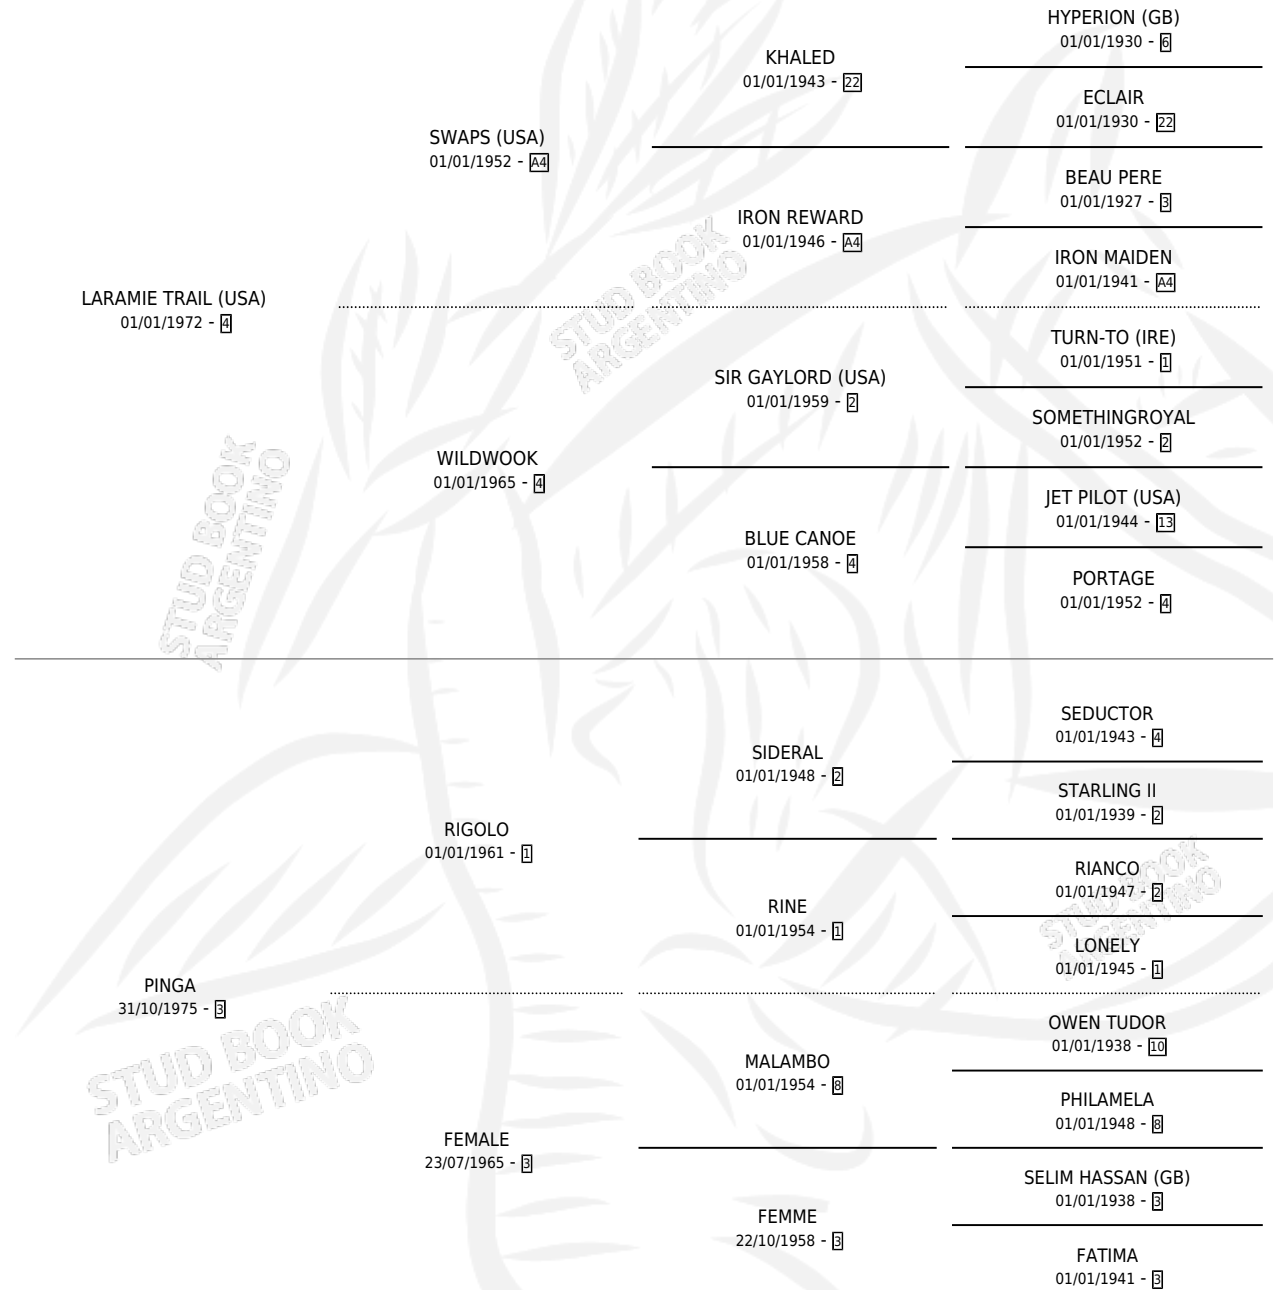 HYPERION (GB)
01/01/1930 - 6
KHALED
01/01/1943 - 22
ECLAIR
01/01/1930 - 22
SWAPS (USA)
01/01/1952 - A4
BEAU PERE
01/01/1927 - 3
IRON REWARD
01/01/1946 - A4
IRON MAIDEN
01/01/1941 - A4
LARAMIE TRAIL (USA)
01/01/1972 - 4
TURN-TO (IRE)
01/01/1951 - 1
SIR GAYLORD (USA)
01/01/1959 - 2
SOMETHINGROYAL
01/01/1952 - 2
WILDWOOK
01/01/1965 - 4
JET PILOT (USA)
01/01/1944 - 13
BLUE CANOE
01/01/1958 - 4
PORTAGE
01/01/1952 - 4
SEDUCTOR
01/01/1943 - 4
SIDERAL
01/01/1948 - 2
STARLING II
01/01/1939 - 2
RIGOLO
01/01/1961 - 1
RIANCO
01/01/1947 - 2
RINE
01/01/1954 - 1
LONELY
01/01/1945 - 1
PINGA
31/10/1975 - 3
OWEN TUDOR
01/01/1938 - 10
MALAMBO
01/01/1954 - 8
PHILAMELA
01/01/1948 - 8
FEMALE
23/07/1965 - 3
SELIM HASSAN (GB)
01/01/1938 - 3
FEMME
22/10/1958 - 3
FATIMA
01/01/1941 - 3
STUD BOOK
ARGENTINO
STUD BOOK
ARGENTINO
STUD BOOK
ARGENTINO
STUD BOOK
ARGENTINO